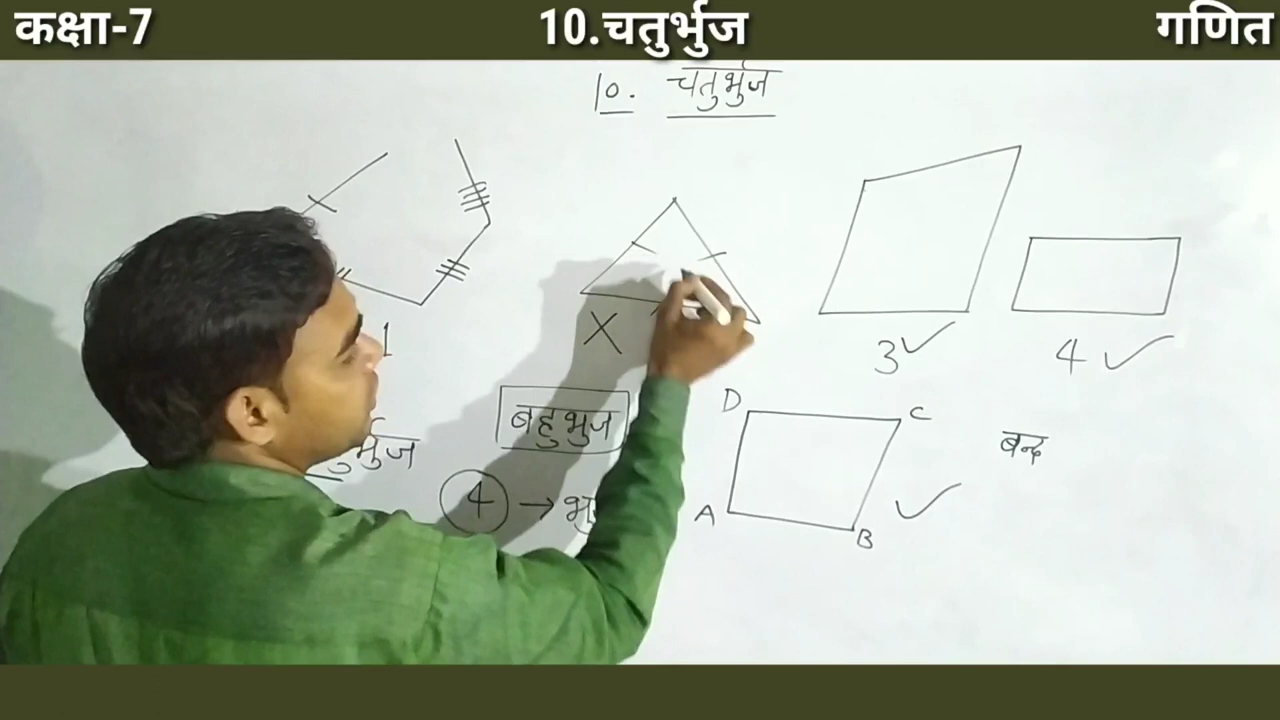 कक्षा-7 10.चतुर्भुज गणित
10. चतुर्भुज
X
1 3 ✓ 4 ✓
बहुभुज
D C
बन्द
4 →
A B ✓